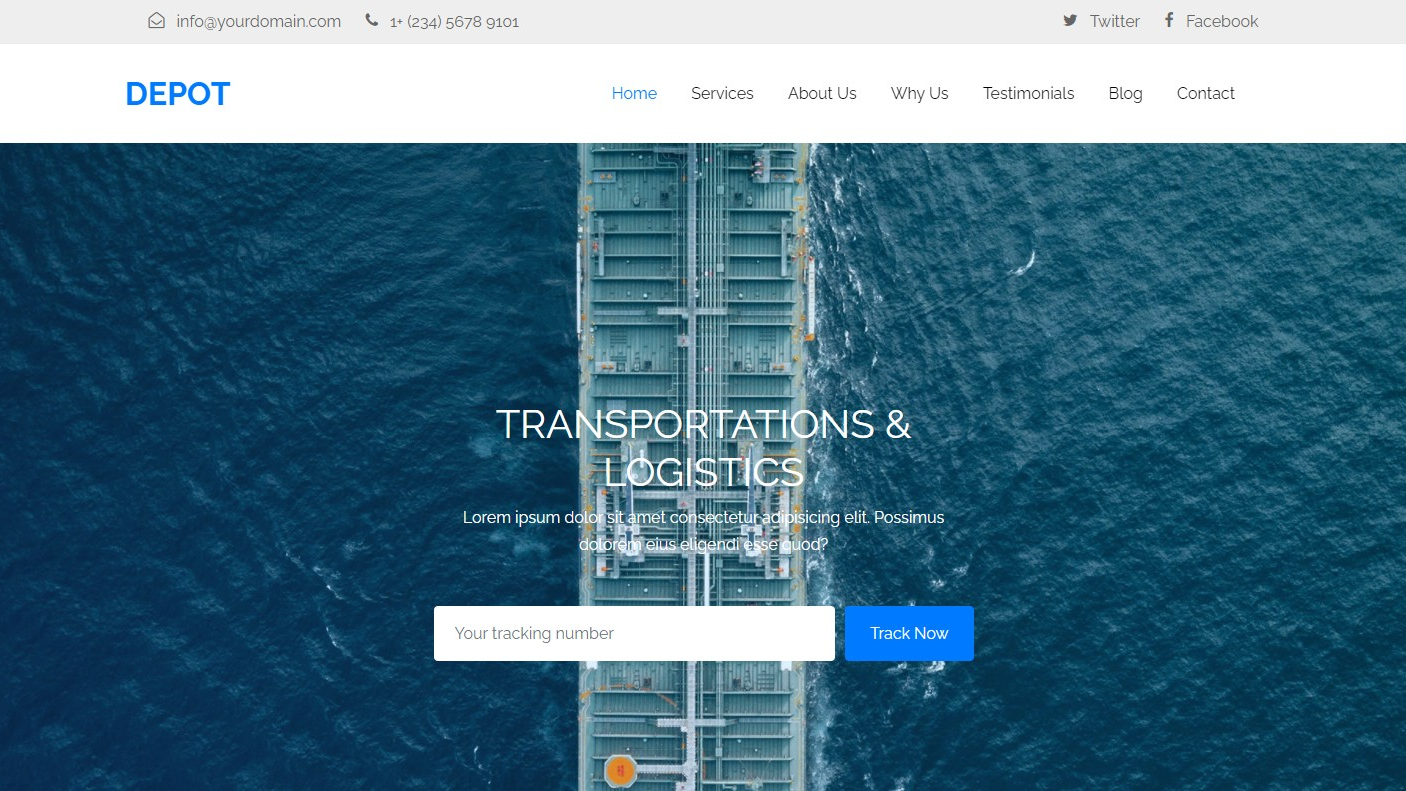 info@yourdomain.com 1+ (234) 5678 9101 Twitter Facebook
DEPOT Home Services About Us Why Us Testimonials Blog Contact
TRANSPORTATIONS &
LOGISTICS
Lorem ipsum dolor sit amet consectetur adipisicing elit. Possimus
dolorem eius eligendi esse quod?
Your tracking number Track Now